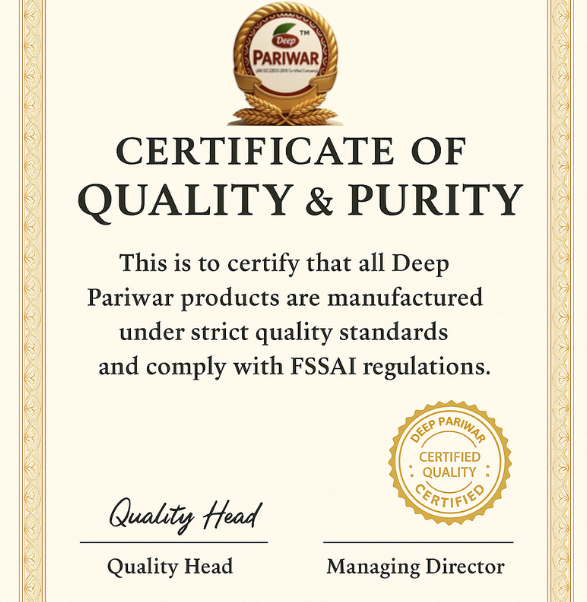 Deep
TM
PARIWAR
CERTIFICATE OF
QUALITY & PURITY
This is to certify that all Deep
Pariwar products are manufactured
under strict quality standards
and comply with FSSAI regulations.
DEEP PARIWAR
CERTIFIED
QUALITY
CERTIFIED
Quality Head
Quality Head
Managing Director